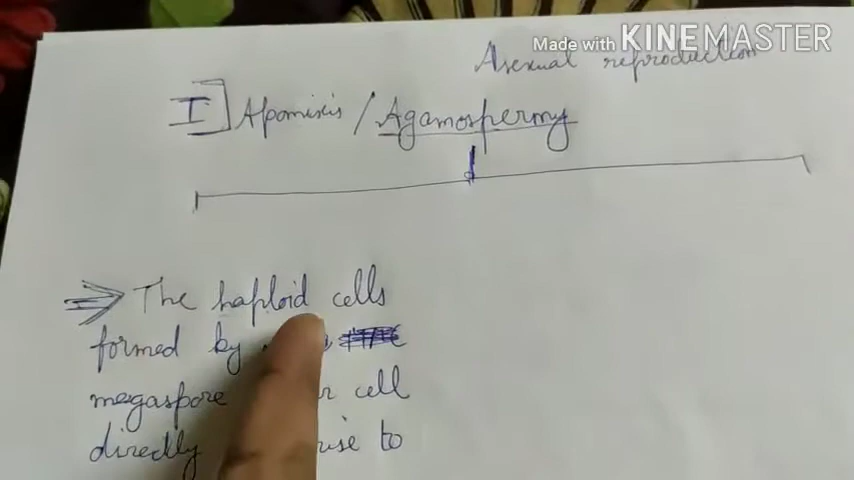 Made with KINEMASTER
Asexual reproduction
I] Apomixis / Agamospermy
⇒ The haploid cells
formed by
megaspore cell
directly rise to